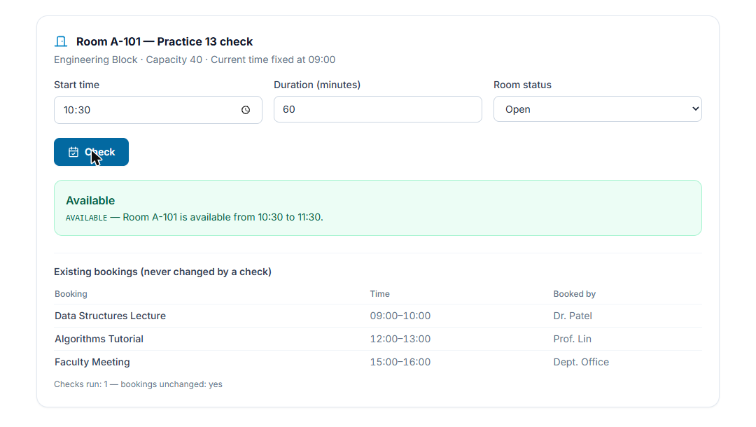 Room A-101 — Practice 13 check
Engineering Block · Capacity 40 · Current time fixed at 09:00
Start time Duration (minutes) Room status
10:30 60 Open
Check
Available
AVAILABLE — Room A-101 is available from 10:30 to 11:30.
Existing bookings (never changed by a check)
Booking Time Booked by
Data Structures Lecture 09:00–10:00 Dr. Patel
Algorithms Tutorial 12:00–13:00 Prof. Lin
Faculty Meeting 15:00–16:00 Dept. Office
Checks run: 1 — bookings unchanged: yes